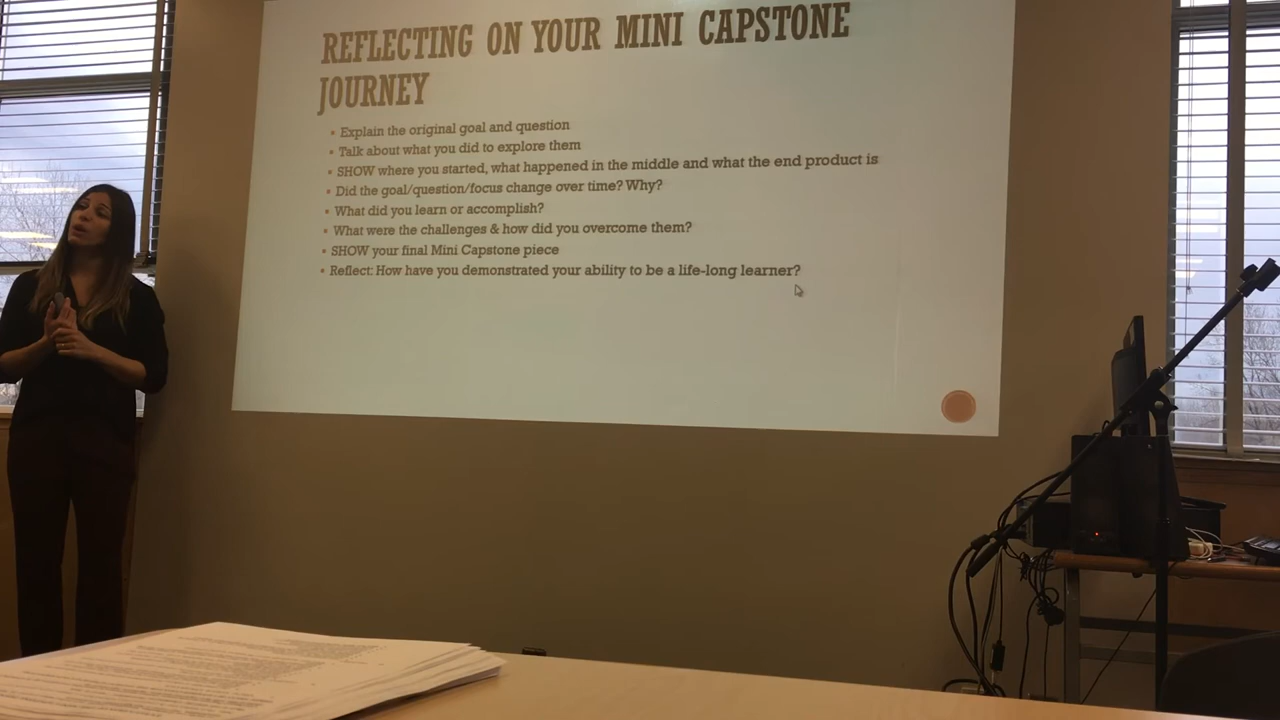 REFLECTING ON YOUR MINI CAPSTONE
JOURNEY
Explain the original goal and question
Talk about what you did to explore them
SHOW where you started, what happened in the middle and what the end product is
Did the goal/question/focus change over time? Why?
What did you learn or accomplish?
What were the challenges & how did you overcome them?
SHOW your final Mini Capstone piece
Reflect: How have you demonstrated your ability to be a life-long learner?